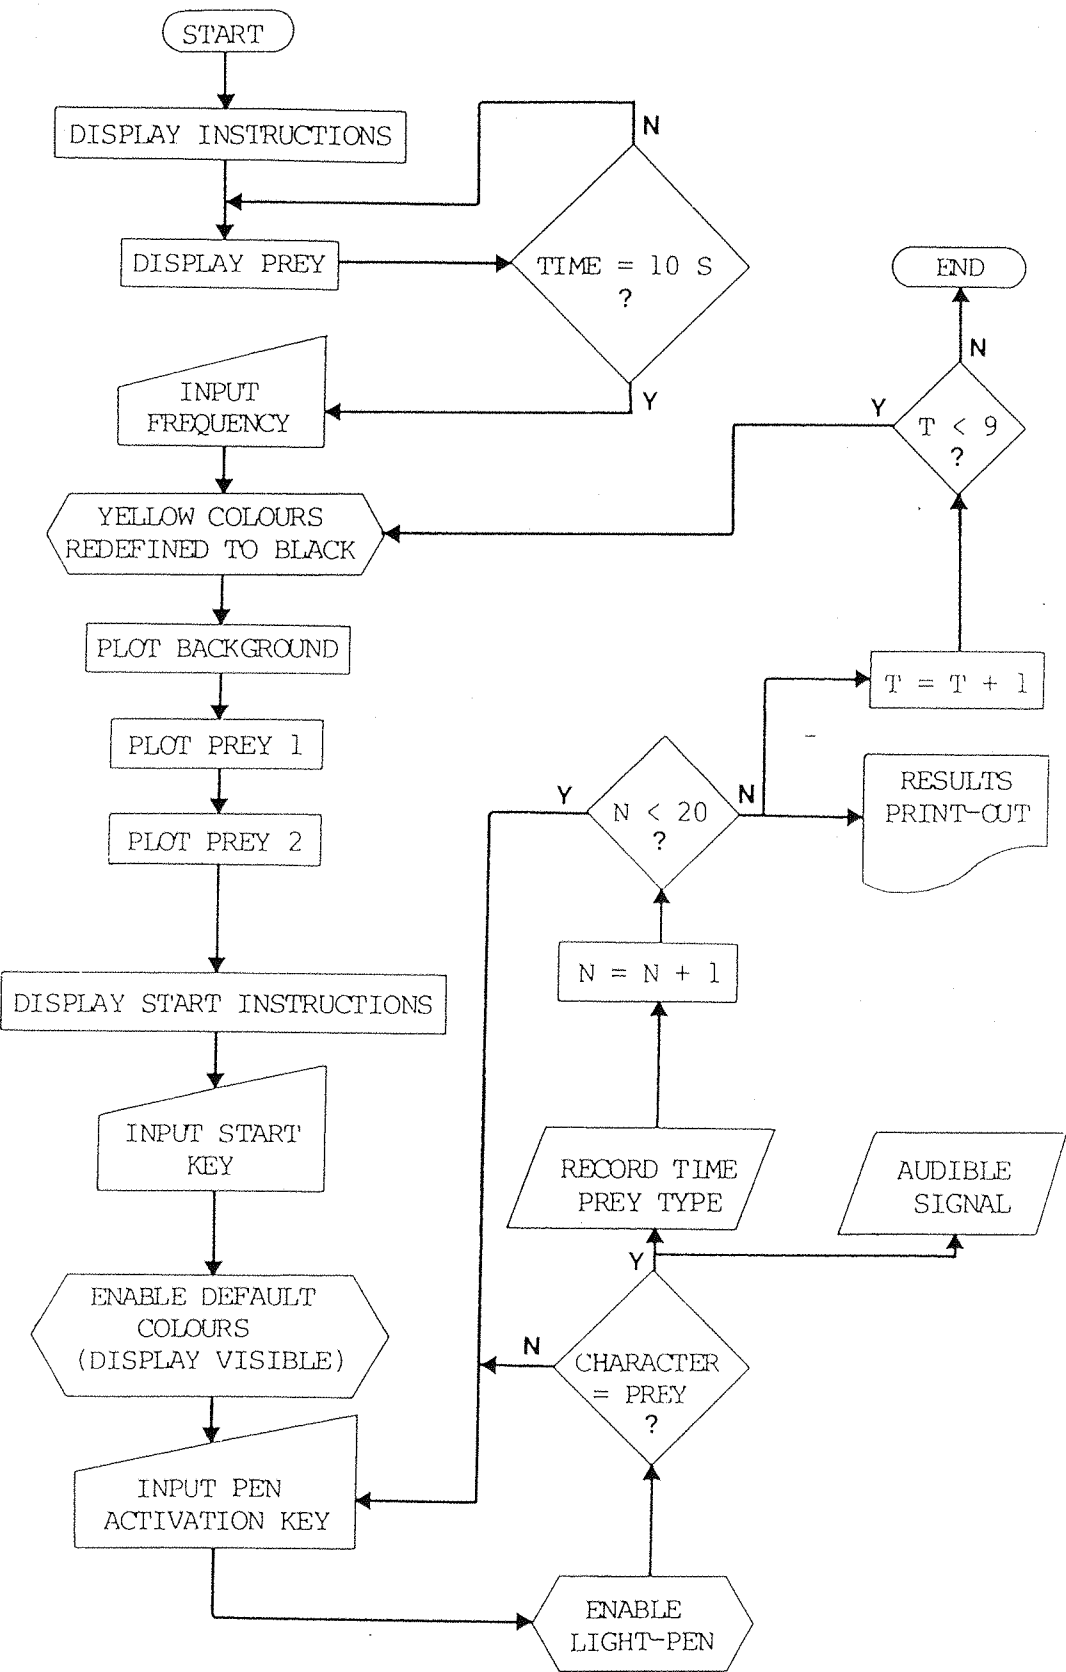 START
DISPLAY INSTRUCTIONS
N
DISPLAY PREY
TIME = 10 S
?
Y
INPUT
FREQUENCY
YELLOW COLOURS
REDEFINED TO BLACK
PLOT BACKGROUND
PLOT PREY 1
PLOT PREY 2
DISPLAY START INSTRUCTIONS
INPUT START
KEY
ENABLE DEFAULT
COLOURS
(DISPLAY VISIBLE)
INPUT PEN
ACTIVATION KEY
ENABLE
LIGHT-PEN
CHARACTER
= PREY
?
N
Y
RECORD TIME
PREY TYPE
AUDIBLE
SIGNAL
N = N + 1
N < 20
?
Y
N
RESULTS
PRINT-OUT
T = T + 1
T < 9
?
Y
N
END